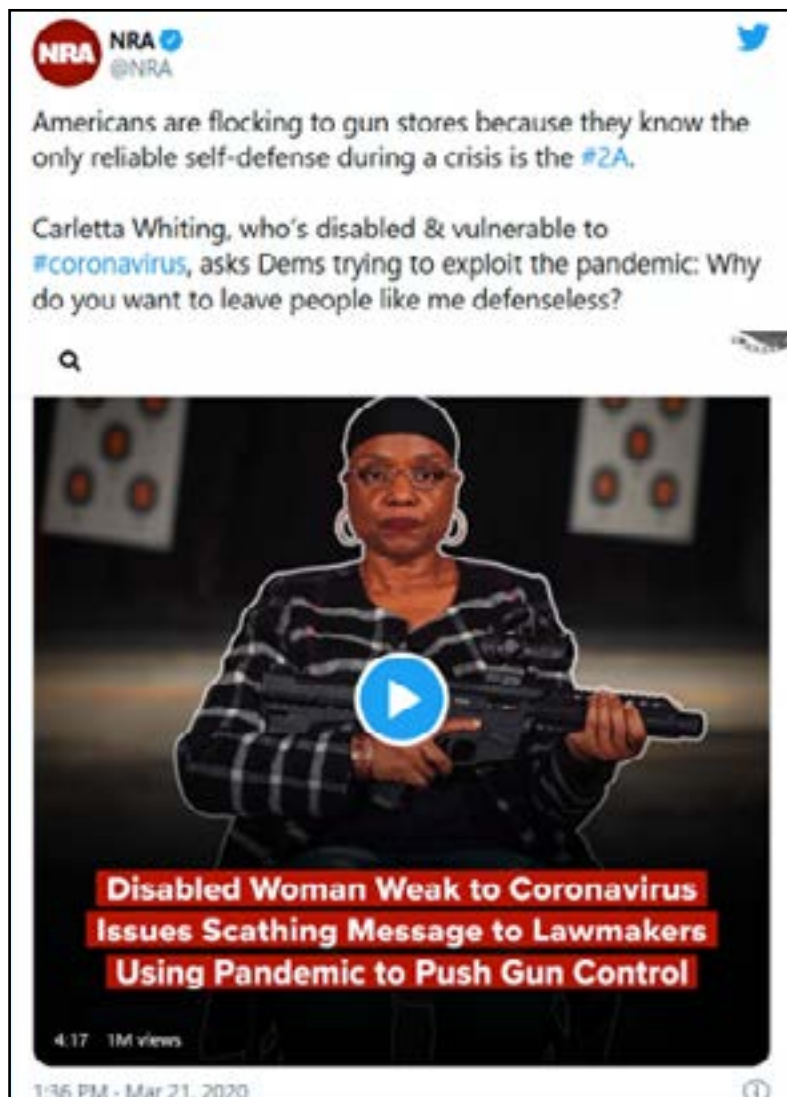 NRA
NRA
@NRA
Americans are flocking to gun stores because they know the
only reliable self-defense during a crisis is the #2A.
Carletta Whiting, who's disabled & vulnerable to
#coronavirus, asks Dems trying to exploit the pandemic: Why
do you want to leave people like me defenseless?
Disabled Woman Weak to Coronavirus
Issues Scathing Message to Lawmakers
Using Pandemic to Push Gun Control
4:17 1M views
1:36 PM - Mar 21, 2020